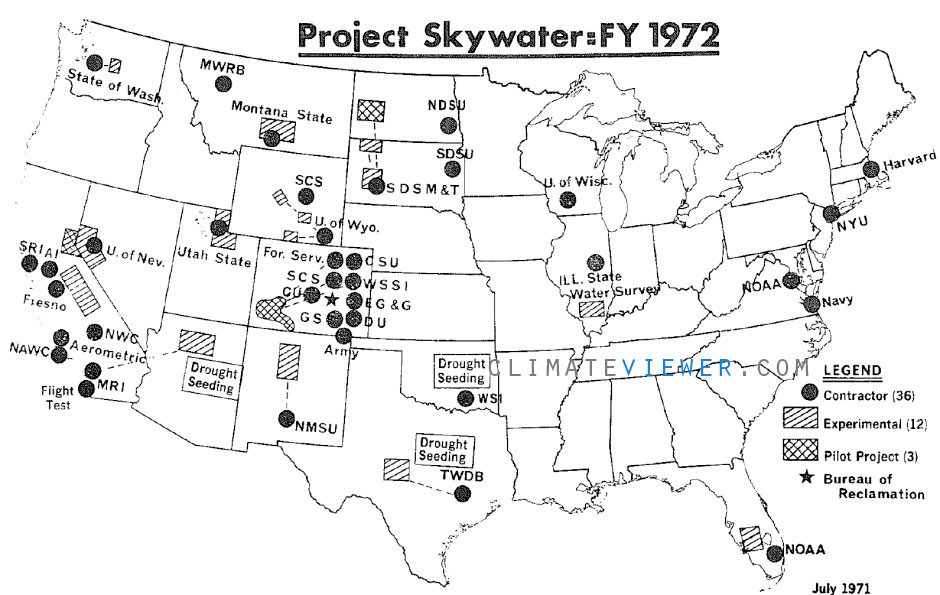 Project Skywater: FY 1972
State of Wash.
MWRB
Montana State
NDSU
SDSU
SDSM&T
SCS
U. of Wyo.
Utah State
U. of Nev.
SRI
AI
Fresno
NWC
NAWC
Aerometric
MRI
Flight
Test
For. Serv.
CSU
SCS
WSSI
CU
EG&G
GS
DU
Army
Drought
Seeding
NMSU
Drought
Seeding
WSI
Drought
Seeding
TWDB
U. of Wisc.
ILL. State
Water Survey
Harvard
NYU
NOAA
Navy
NOAA
CLIMATEVIEWER.COM
LEGEND
Contractor (36)
Experimental (12)
Pilot Project (3)
Bureau of
Reclamation
July 1971